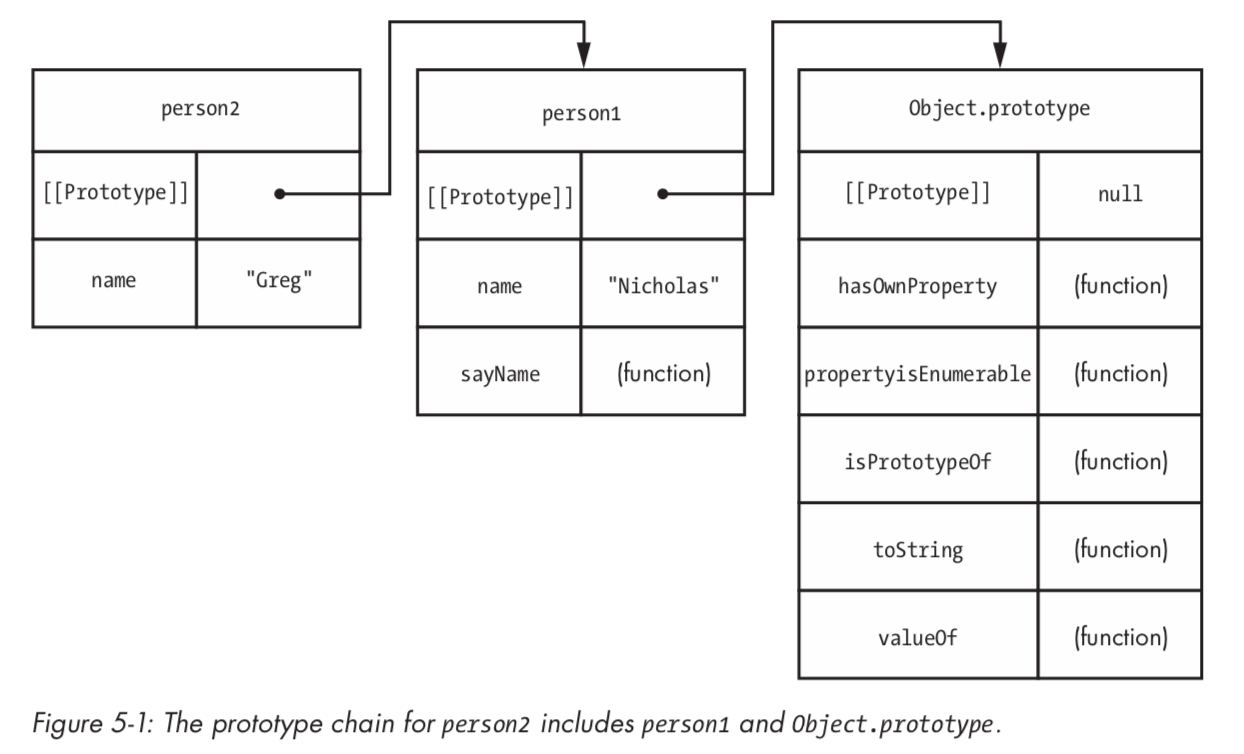 person2
[[Prototype]]
name "Greg"
person1
[[Prototype]]
name "Nicholas"
sayName (function)
Object.prototype
[[Prototype]] null
hasOwnProperty (function)
propertyisEnumerable (function)
isPrototypeOf (function)
toString (function)
valueOf (function)
Figure 5-1: The prototype chain for person2 includes person1 and Object.prototype.